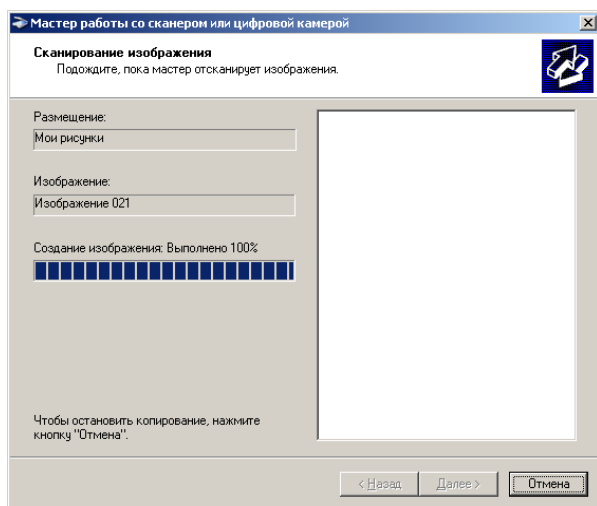 Мастер работы со сканером или цифровой камерой
Сканирование изображения
Подождите, пока мастер отсканирует изображения.
Размещение:
Мои рисунки
Изображение:
Изображение 021
Создание изображения: Выполнено 100%
Чтобы остановить копирование, нажмите
кнопку "Отмена".
< Назад
Далее >
Отмена